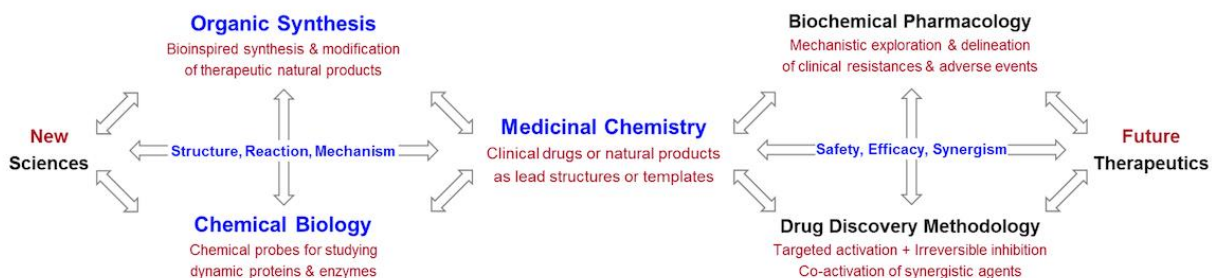 Organic Synthesis
Bioinspired synthesis & modification
of therapeutic natural products
Biochemical Pharmacology
Mechanistic exploration & delineation
of clinical resistances & adverse events
New
Sciences
Structure, Reaction, Mechanism
Medicinal Chemistry
Clinical drugs or natural products
as lead structures or templates
Safety, Efficacy, Synergism
Future
Therapeutics
Chemical Biology
Chemical probes for studying
dynamic proteins & enzymes
Drug Discovery Methodology
Targeted activation + Irreversible inhibition
Co-activation of synergistic agents